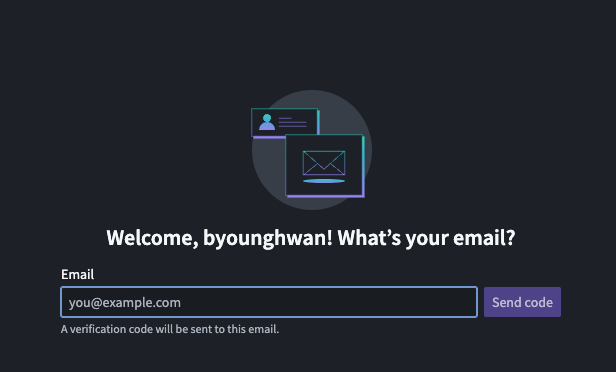 Welcome, byounghwan! What’s your email?
Email
you@example.com
Send code
A verification code will be sent to this email.